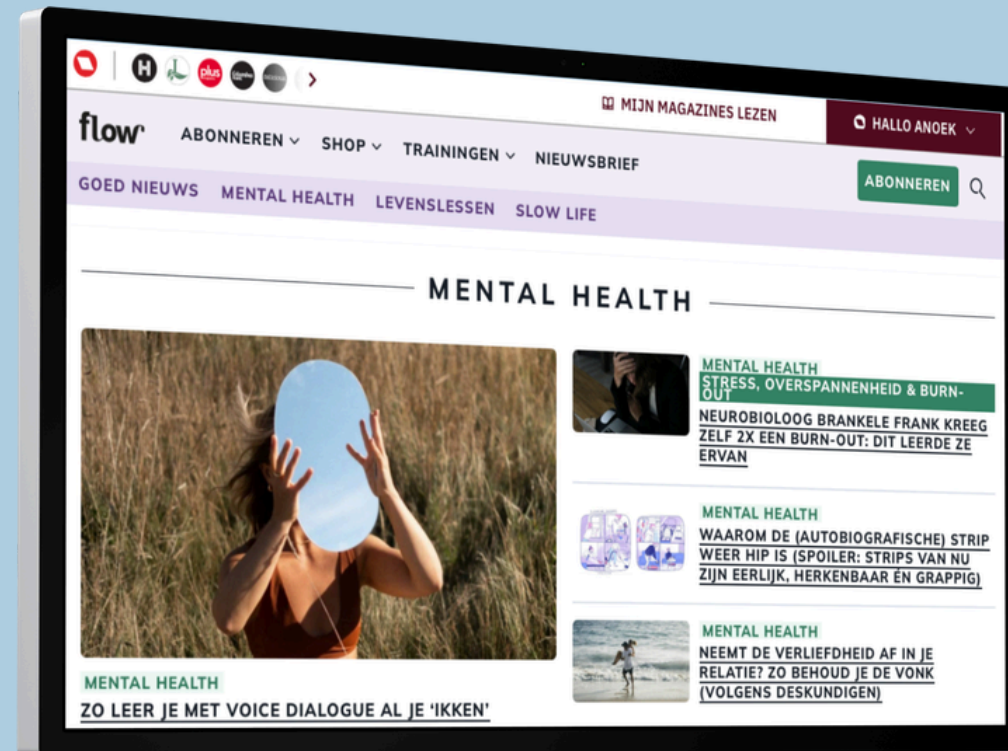 H
plus
MIJN MAGAZINES LEZEN
HALLO ANOEK
flow
ABONNEREN
SHOP
TRAININGEN
NIEUWSBRIEF
ABONNEREN
GOED NIEUWS
MENTAL HEALTH
LEVENSLESSEN
SLOW LIFE
MENTAL HEALTH
MENTAL HEALTH
ZO LEER JE MET VOICE DIALOGUE AL JE ‘IKKEN’
MENTAL HEALTH
STRESS, OVERSPANNENHEID & BURN-
OUT
NEUROBIOLOOG BRANKELE FRANK KREEG
ZELF 2X EEN BURN-OUT: DIT LEERDE ZE
ERVAN
MENTAL HEALTH
WAAROM DE (AUTOBIOGRAFISCHE) STRIP
WEER HIP IS (SPOILER: STRIPS VAN NU
ZIJN EERLIJK, HERKENBAAR ÉN GRAPPIG)
MENTAL HEALTH
NEEMT DE VERLIEFDHEID AF IN JE
RELATIE? ZO BEHOUD JE DE VONK
(VOLGENS DESKUNDIGEN)